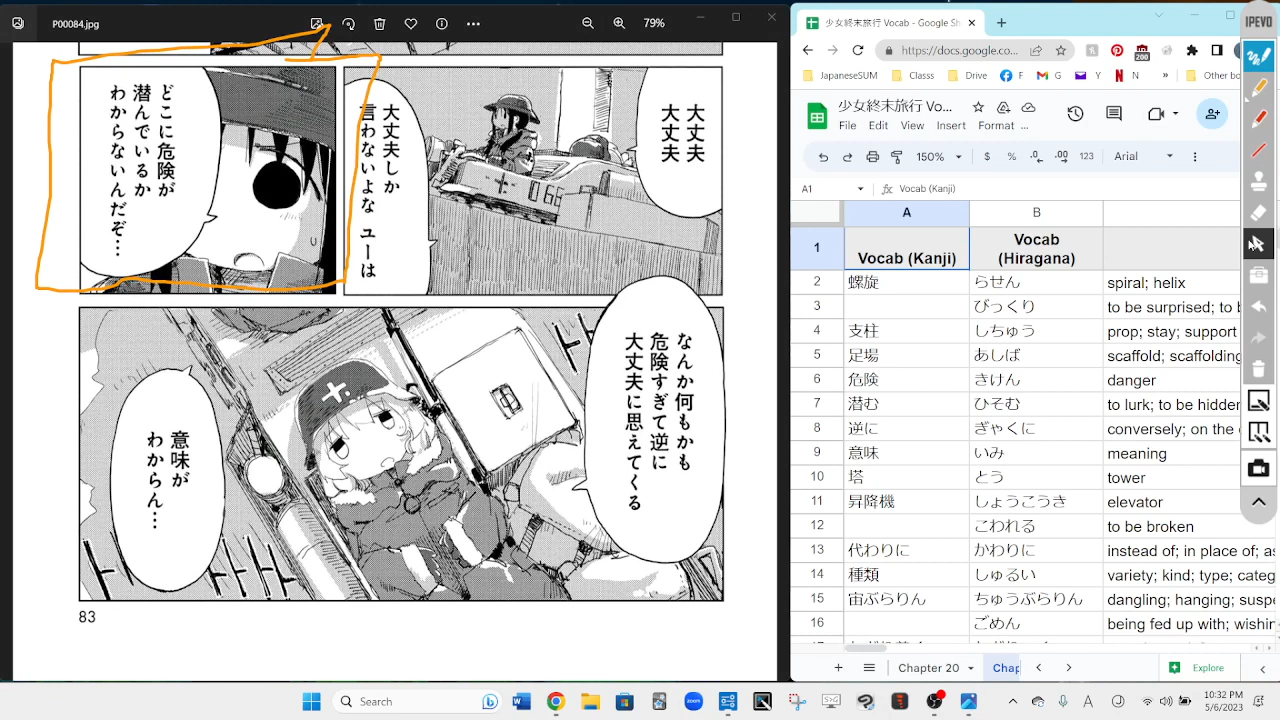 P00084.jpg
79%
大丈夫
大丈夫
大丈夫しか
言わないよな ユーは
どこに危険が
潜んでいるか
わからないんだぞ…
066
なんか何もかも
危険すぎて逆に
大丈夫に思えてくる
意味が
わからん…
83
少女終末旅行 Vocab - Google Sh
https://docs.google.co...
200
JapaneseSUM
Classs
Drive
F
G
Y
N
Other bo
少女終末旅行 Vo...
File Edit View Insert Format ...
150%
$ % .0 .00 123 Arial
A1
fx Vocab (Kanji)
A B
1 Vocab (Kanji) Vocab (Hiragana)
2 螺旋 らせん spiral; helix
3 びっくり to be surprised; to b
4 支柱 しちゅう prop; stay; support
5 足場 あしば scaffold; scaffolding
6 危険 きけん danger
7 潜む ひそむ to lurk; to be hidden
8 逆に ぎゃくに conversely; on the
9 意味 いみ meaning
10 塔 とう tower
11 昇降機 しょうこうき elevator
12 こわれる to be broken
13 代わりに かわりに instead of; in place of; as
14 種類 しゅるい variety; kind; type; categ
15 宙ぶらりん ちゅうぶらりん dangling; hanging; suspe
16 ごめん being fed up with; wishin
Chapter 20
Chap
Explore
IPEVO
Search
zoom
A
10:32 PM
5/6/2023